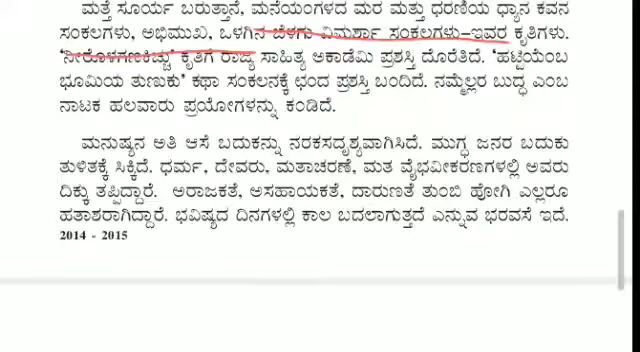 ಮತ್ತೆ ಸೂರ್ಯ ಬರುತ್ತಾನೆ, ಮನೆಯಂಗಳದ ಮರ ಮತ್ತು ಧರಣಿಯ ಧ್ಯಾನ ಕವನ
ಸಂಕಲಗಳು, ಅಭಿಮುಖಿ, ಒಳಗಿನ ಬೆಳಗು ವಿಮರ್ಶಾ ಸಂಕಲಗಳು-ಇವರ ಕೃತಿಗಳು.
‘ನೀರೊಳಗಣಕಿಚ್ಚು’ ಕೃತಿಗೆ ರಾಜ್ಯ ಸಾಹಿತ್ಯ ಅಕಾಡೆಮಿ ಪ್ರಶಸ್ತಿ ದೊರೆತಿದೆ. ‘ಹಟ್ಟಿಯೆಂಬ
ಭೂಮಿಯ ತುಣುಕು’ ಕಥಾ ಸಂಕಲನಕ್ಕೆ ಛಂದ ಪ್ರಶಸ್ತಿ ಬಂದಿದೆ. ನಮ್ಮೆಲ್ಲರ ಬುದ್ಧ ಎಂಬ
ನಾಟಕ ಹಲವಾರು ಪ್ರಯೋಗಳನ್ನು ಕಂಡಿದೆ.
ಮನುಷ್ಯನ ಅತಿ ಆಸೆ ಬದುಕನ್ನು ನರಕಸದೃಶ್ಯವಾಗಿಸಿದೆ. ಮುಗ್ಧ ಜನರ ಬದುಕು
ತುಳಿತಕ್ಕೆ ಸಿಕ್ಕಿದೆ. ಧರ್ಮ, ದೇವರು, ಮತಾಚರಣೆ, ಮತ ವೈಭವೀಕರಣಗಳಲ್ಲಿ ಅವರು
ದಿಕ್ಕು ತಪ್ಪಿದ್ದಾರೆ. ಅರಾಜಕತೆ, ಅಸಹಾಯಕತೆ, ದಾರುಣತೆ ತುಂಬಿ ಹೋಗಿ ಎಲ್ಲರೂ
ಹತಾಶರಾಗಿದ್ದಾರೆ. ಭವಿಷ್ಯದ ದಿನಗಳಲ್ಲಿ ಕಾಲ ಬದಲಾಗುತ್ತದೆ ಎನ್ನುವ ಭರವಸೆ ಇದೆ.
2014 - 2015